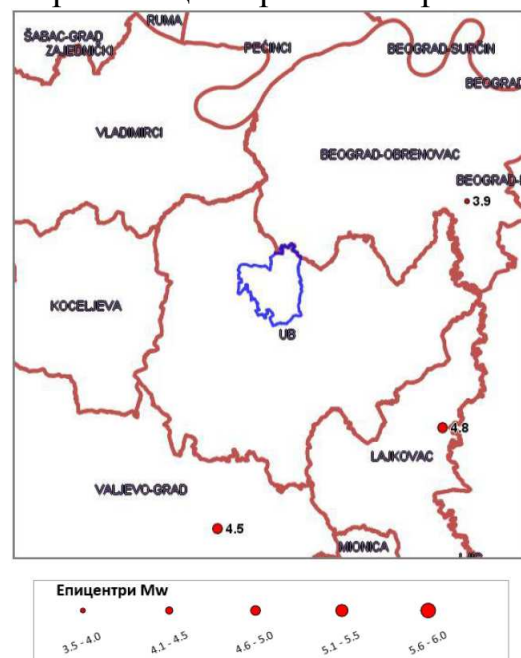 RUMA
ŠABAC-GRAD
ZAJEDNIČKI
PEĆINCI
BEOGRAD-SURČIN
VLADIMIRCI
BEOGRAD-OBRENOVAC
3.9
KOCELJEVA
UB
4.8
LAJKOVAC
VALJEVO-GRAD
4.5
MIONICA
Епицентри Mw
3.5 - 4.0
4.1 - 4.5
4.6 - 5.0
5.1 - 5.5
5.6 - 6.0